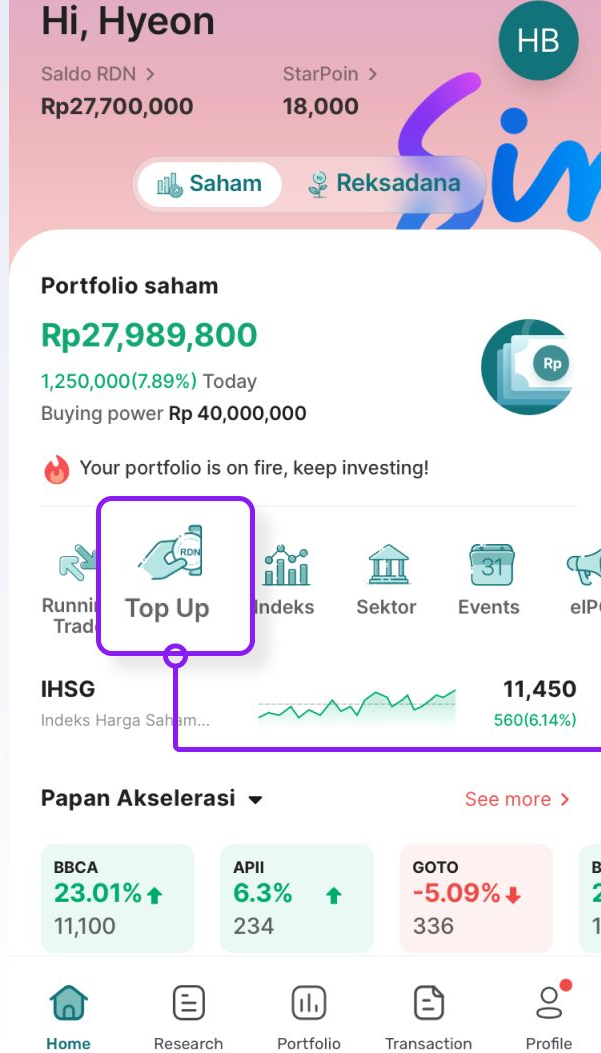 Hi, Hyeon
HB
Saldo RDN >
StarPoin >
Rp27,700,000
18,000
Saham
Reksadana
Portfolio saham
Rp27,989,800
Rp
1,250,000(7.89%) Today
Buying power Rp 40,000,000
Your portfolio is on fire, keep investing!
RDN
31
Top Up
Indeks
Sektor
Events
IHSG
11,450
Indeks Harga Saham...
560(6.14%)
Papan Akselerasi
See more >
BBCA
APII
GOTO
23.01%
6.3%
-5.09%
11,100
234
336
Home
Research
Portfolio
Transaction
Profile